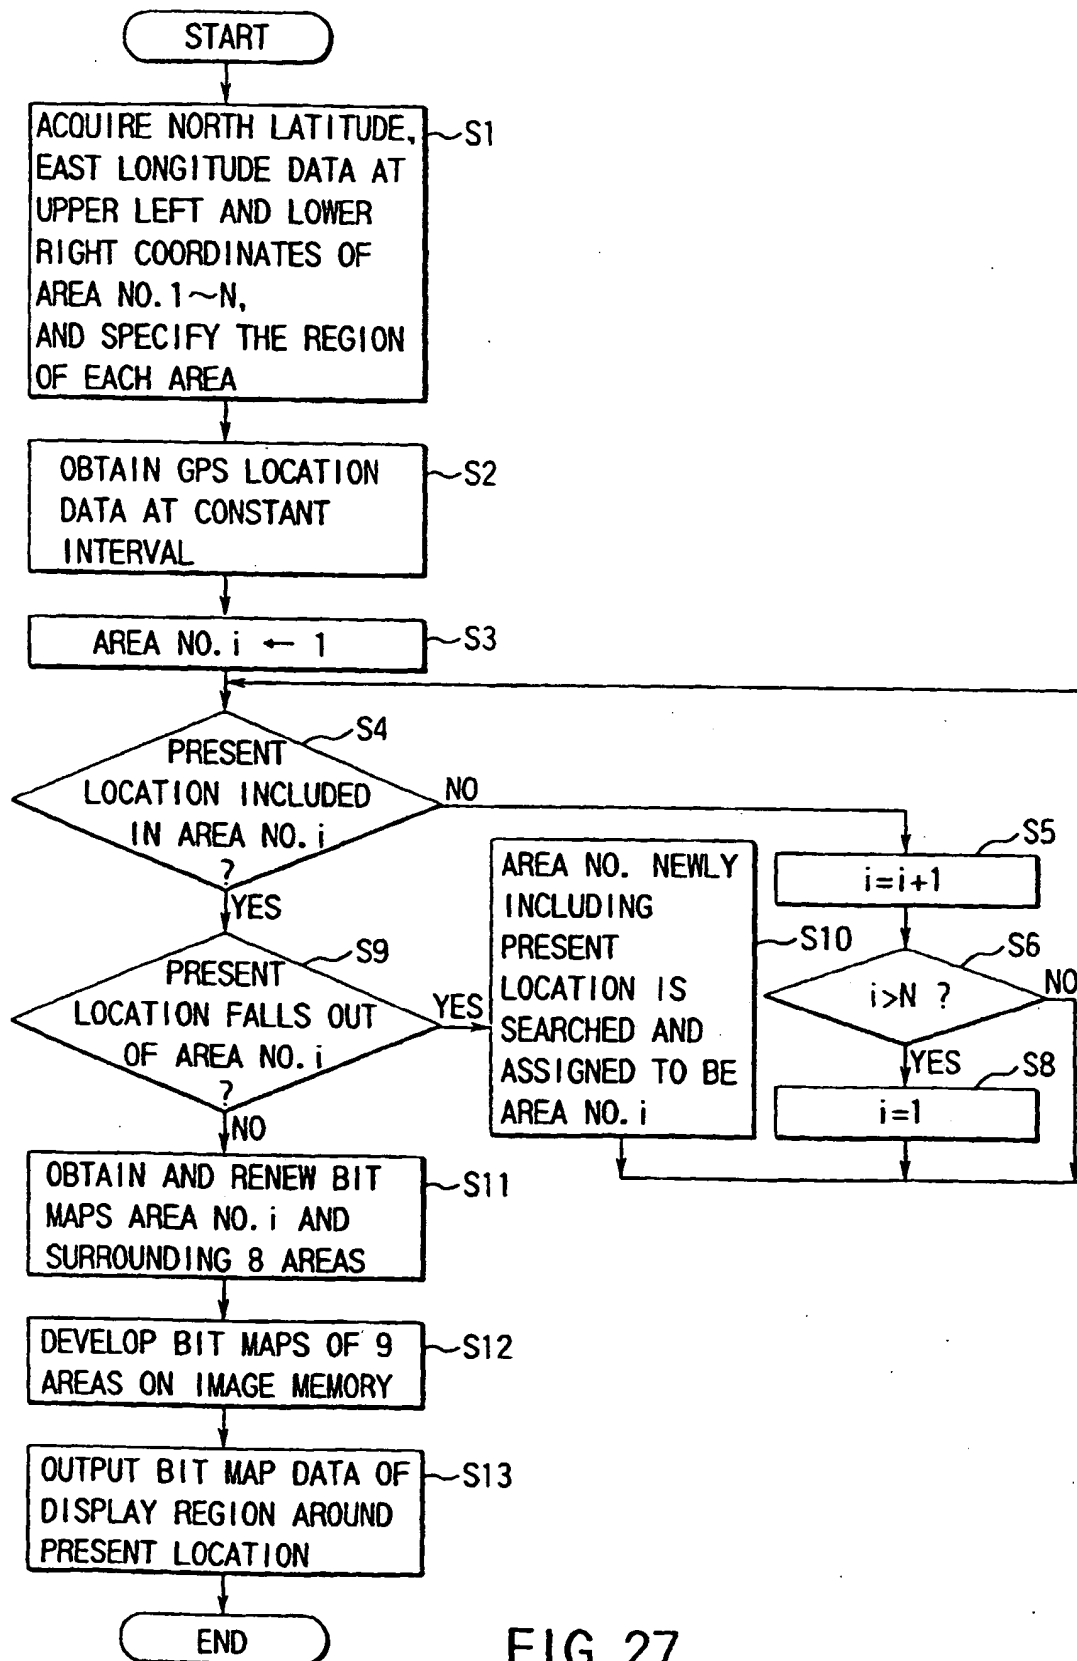 START
ACQUIRE NORTH LATITUDE,
EAST LONGITUDE DATA AT
UPPER LEFT AND LOWER
RIGHT COORDINATES OF
AREA NO.1~N,
AND SPECIFY THE REGION
OF EACH AREA
S1
OBTAIN GPS LOCATION
DATA AT CONSTANT
INTERVAL
S2
AREA NO.i ← 1
S3
PRESENT
LOCATION INCLUDED
IN AREA NO.i
?
S4
NO
YES
i=i+1
S5
i>N ?
S6
NO
YES
i=1
S8
PRESENT
LOCATION FALLS OUT
OF AREA NO.i
?
S9
YES
NO
AREA NO. NEWLY
INCLUDING
PRESENT
LOCATION IS
SEARCHED AND
ASSIGNED TO BE
AREA NO.i
S10
OBTAIN AND RENEW BIT
MAPS AREA NO.i AND
SURROUNDING 8 AREAS
S11
DEVELOP BIT MAPS OF 9
AREAS ON IMAGE MEMORY
S12
OUTPUT BIT MAP DATA OF
DISPLAY REGION AROUND
PRESENT LOCATION
S13
END
FIG.27